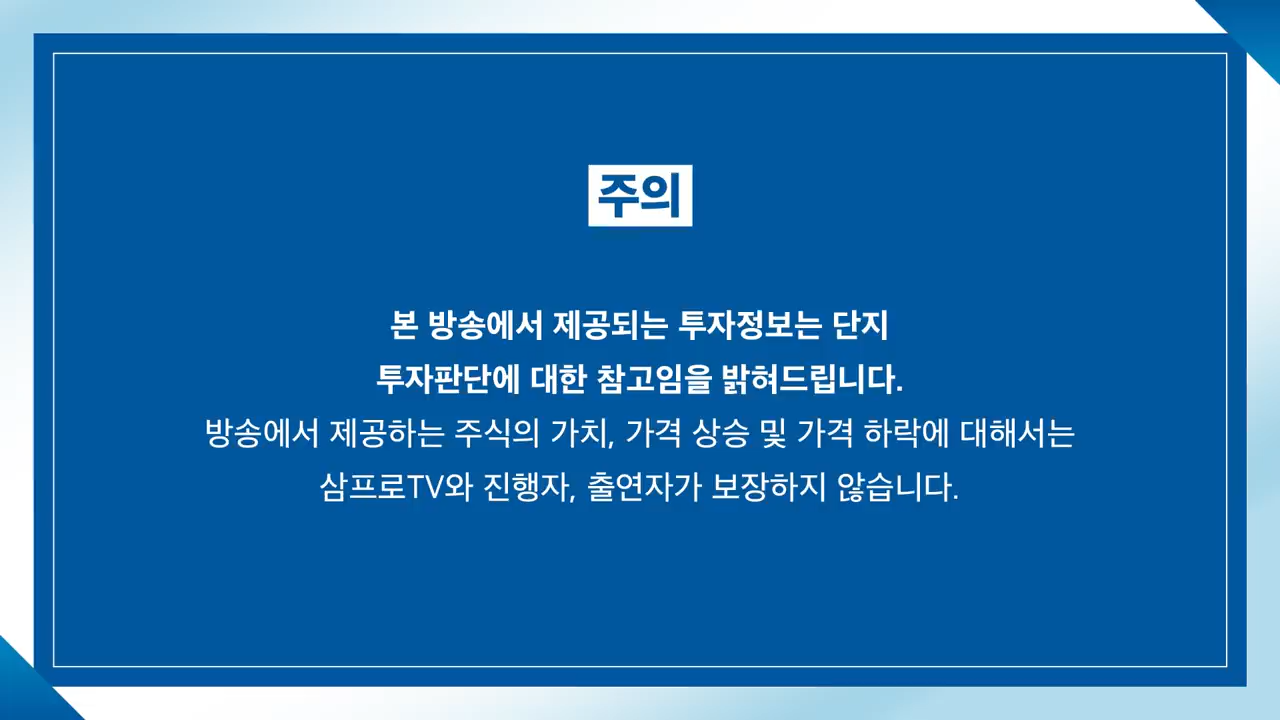 주의
본 방송에서 제공되는 투자정보는 단지
투자판단에 대한 참고임을 밝혀드립니다.
방송에서 제공하는 주식의 가치, 가격 상승 및 가격 하락에 대해서는
삼프로TV와 진행자, 출연자가 보장하지 않습니다.